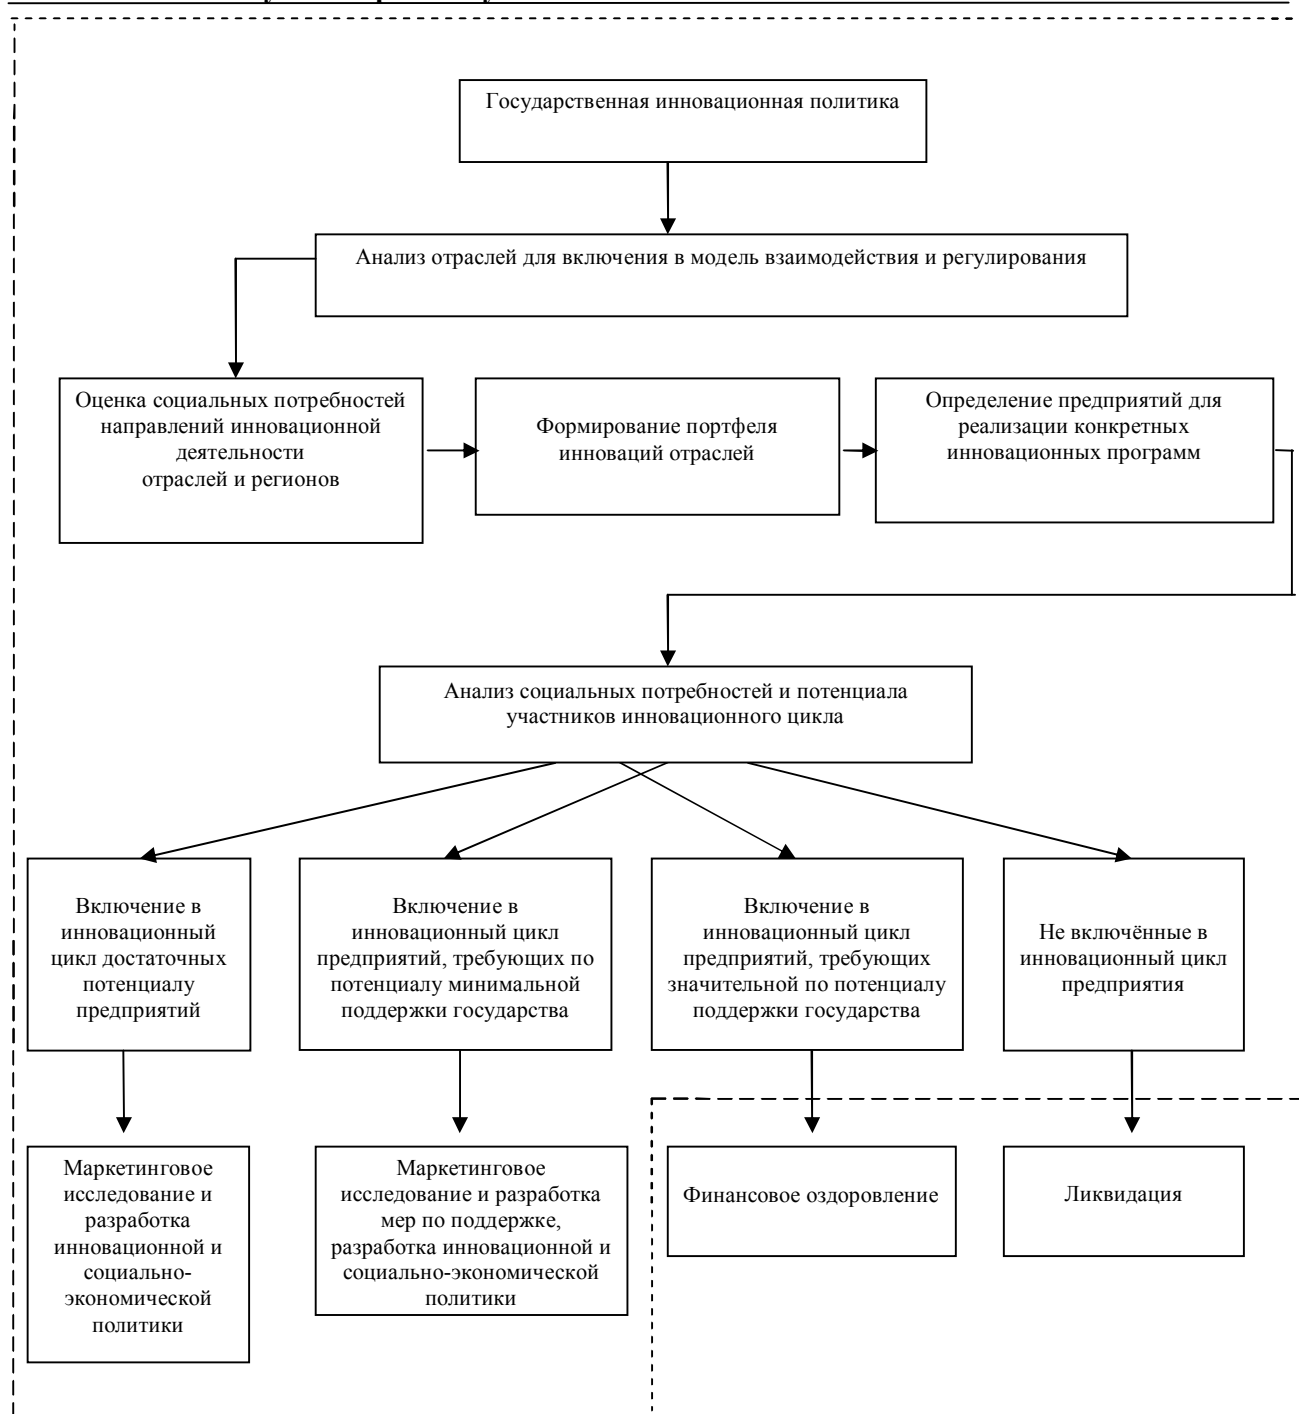 Государственная инновационная политика
Анализ отраслей для включения в модель взаимодействия и регулирования
Оценка социальных потребностей
направлений инновационной
деятельности
отраслей и регионов
Формирование портфеля
инноваций отраслей
Определение предприятий для
реализации конкретных
инновационных программ
Анализ социальных потребностей и потенциала
участников инновационного цикла
Включение в
инновационный
цикл достаточных
потенциалу
предприятий
Включение в
инновационный цикл
предприятий, требующих по
потенциалу минимальной
поддержки государства
Включение в
инновационный цикл
предприятий, требующих
значительной по потенциалу
поддержки государства
Не включённые в
инновационный цикл
предприятия
Маркетинговое
исследование и
разработка
инновационной и
социально-
экономической
политики
Маркетинговое
исследование и разработка
мер по поддержке,
разработка инновационной и
социально-экономической
политики
Финансовое оздоровление
Ликвидация